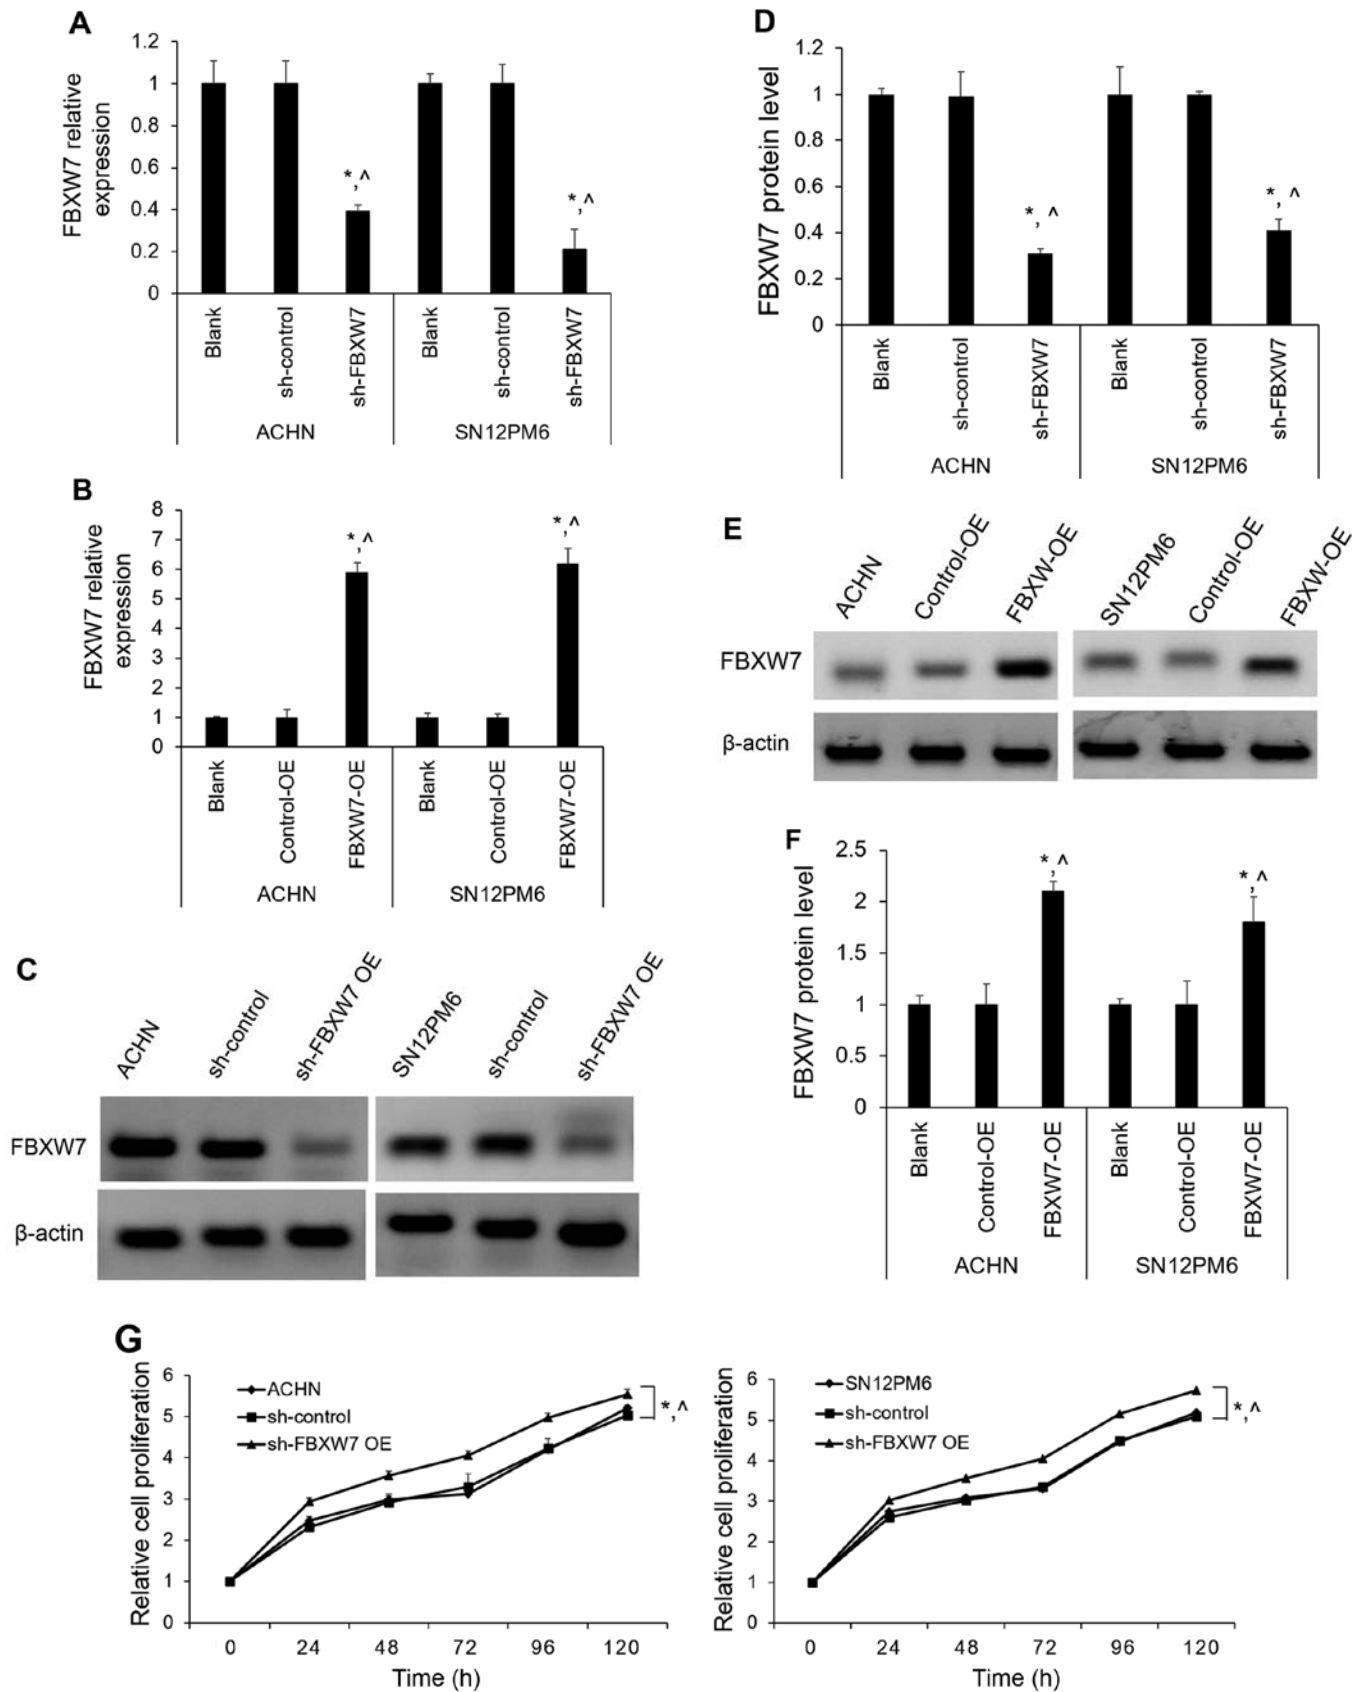 A
FBXW7 relative
expression
1.2
1
0.8
0.6
0.4
0.2
0
*,^
*,^
Blank
sh-control
sh-FBXW7
Blank
sh-control
sh-FBXW7
ACHN
SN12PM6
B
FBXW7 relative
expression
8
7
6
5
4
3
2
1
0
*,^
*,^
Blank
Control-OE
FBXW7-OE
Blank
Control-OE
FBXW7-OE
ACHN
SN12PM6
C
ACHN
sh-control
sh-FBXW7 OE
SN12PM6
sh-control
sh-FBXW7 OE
FBXW7
β-actin
D
FBXW7 protein level
1.2
1
0.8
0.6
0.4
0.2
0
*, ^
*, ^
Blank
sh-control
sh-FBXW7
Blank
sh-control
sh-FBXW7
ACHN
SN12PM6
E
ACHN
Control-OE
FBXW-OE
SN12PM6
Control-OE
FBXW-OE
FBXW7
β-actin
F
FBXW7 protein level
2.5
2
1.5
1
0.5
0
*,^
*,^
Blank
Control-OE
FBXW7-OE
Blank
Control-OE
FBXW7-OE
ACHN
SN12PM6
G
Relative cell proliferation
6
5
4
3
2
1
0
ACHN
sh-control
sh-FBXW7 OE
*,^
0 24 48 72 96 120
Time (h)
Relative cell proliferation
6
5
4
3
2
1
0
SN12PM6
sh-control
sh-FBXW7 OE
*,^
0 24 48 72 96 120
Time (h)